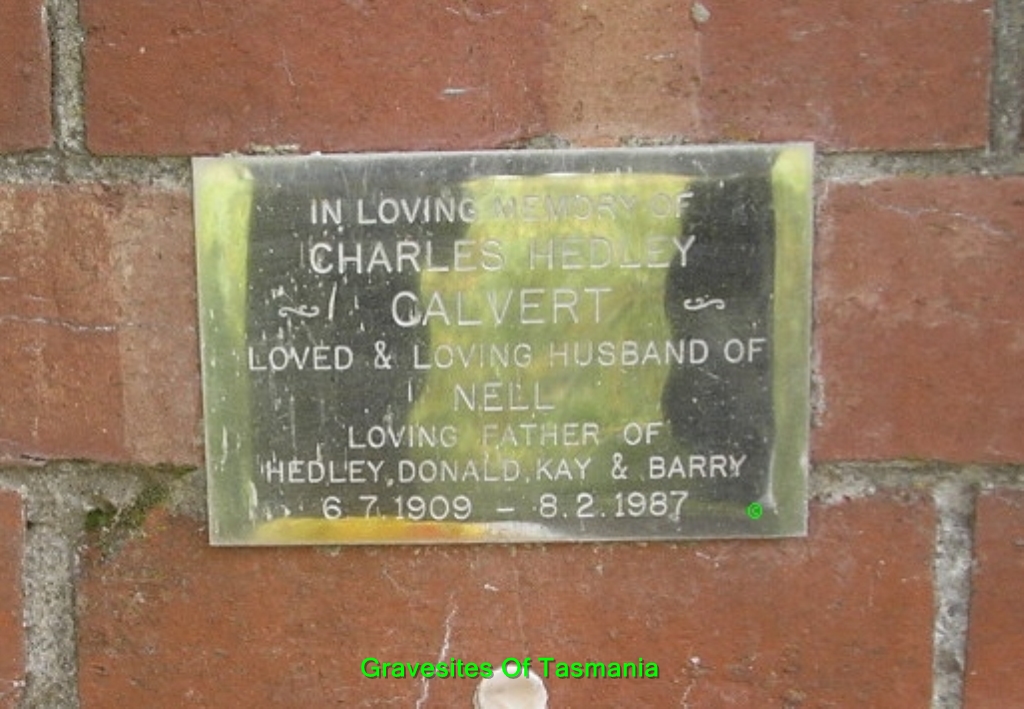 IN LOVING MEMORY OF
CHARLES HEDLEY
CALVERT
LOVED & LOVING HUSBAND OF
NELL
LOVING FATHER OF
HEDLEY, DONALD, KAY & BARRY
6.7.1909 – 8.2.1987
©
Gravesites Of Tasmania